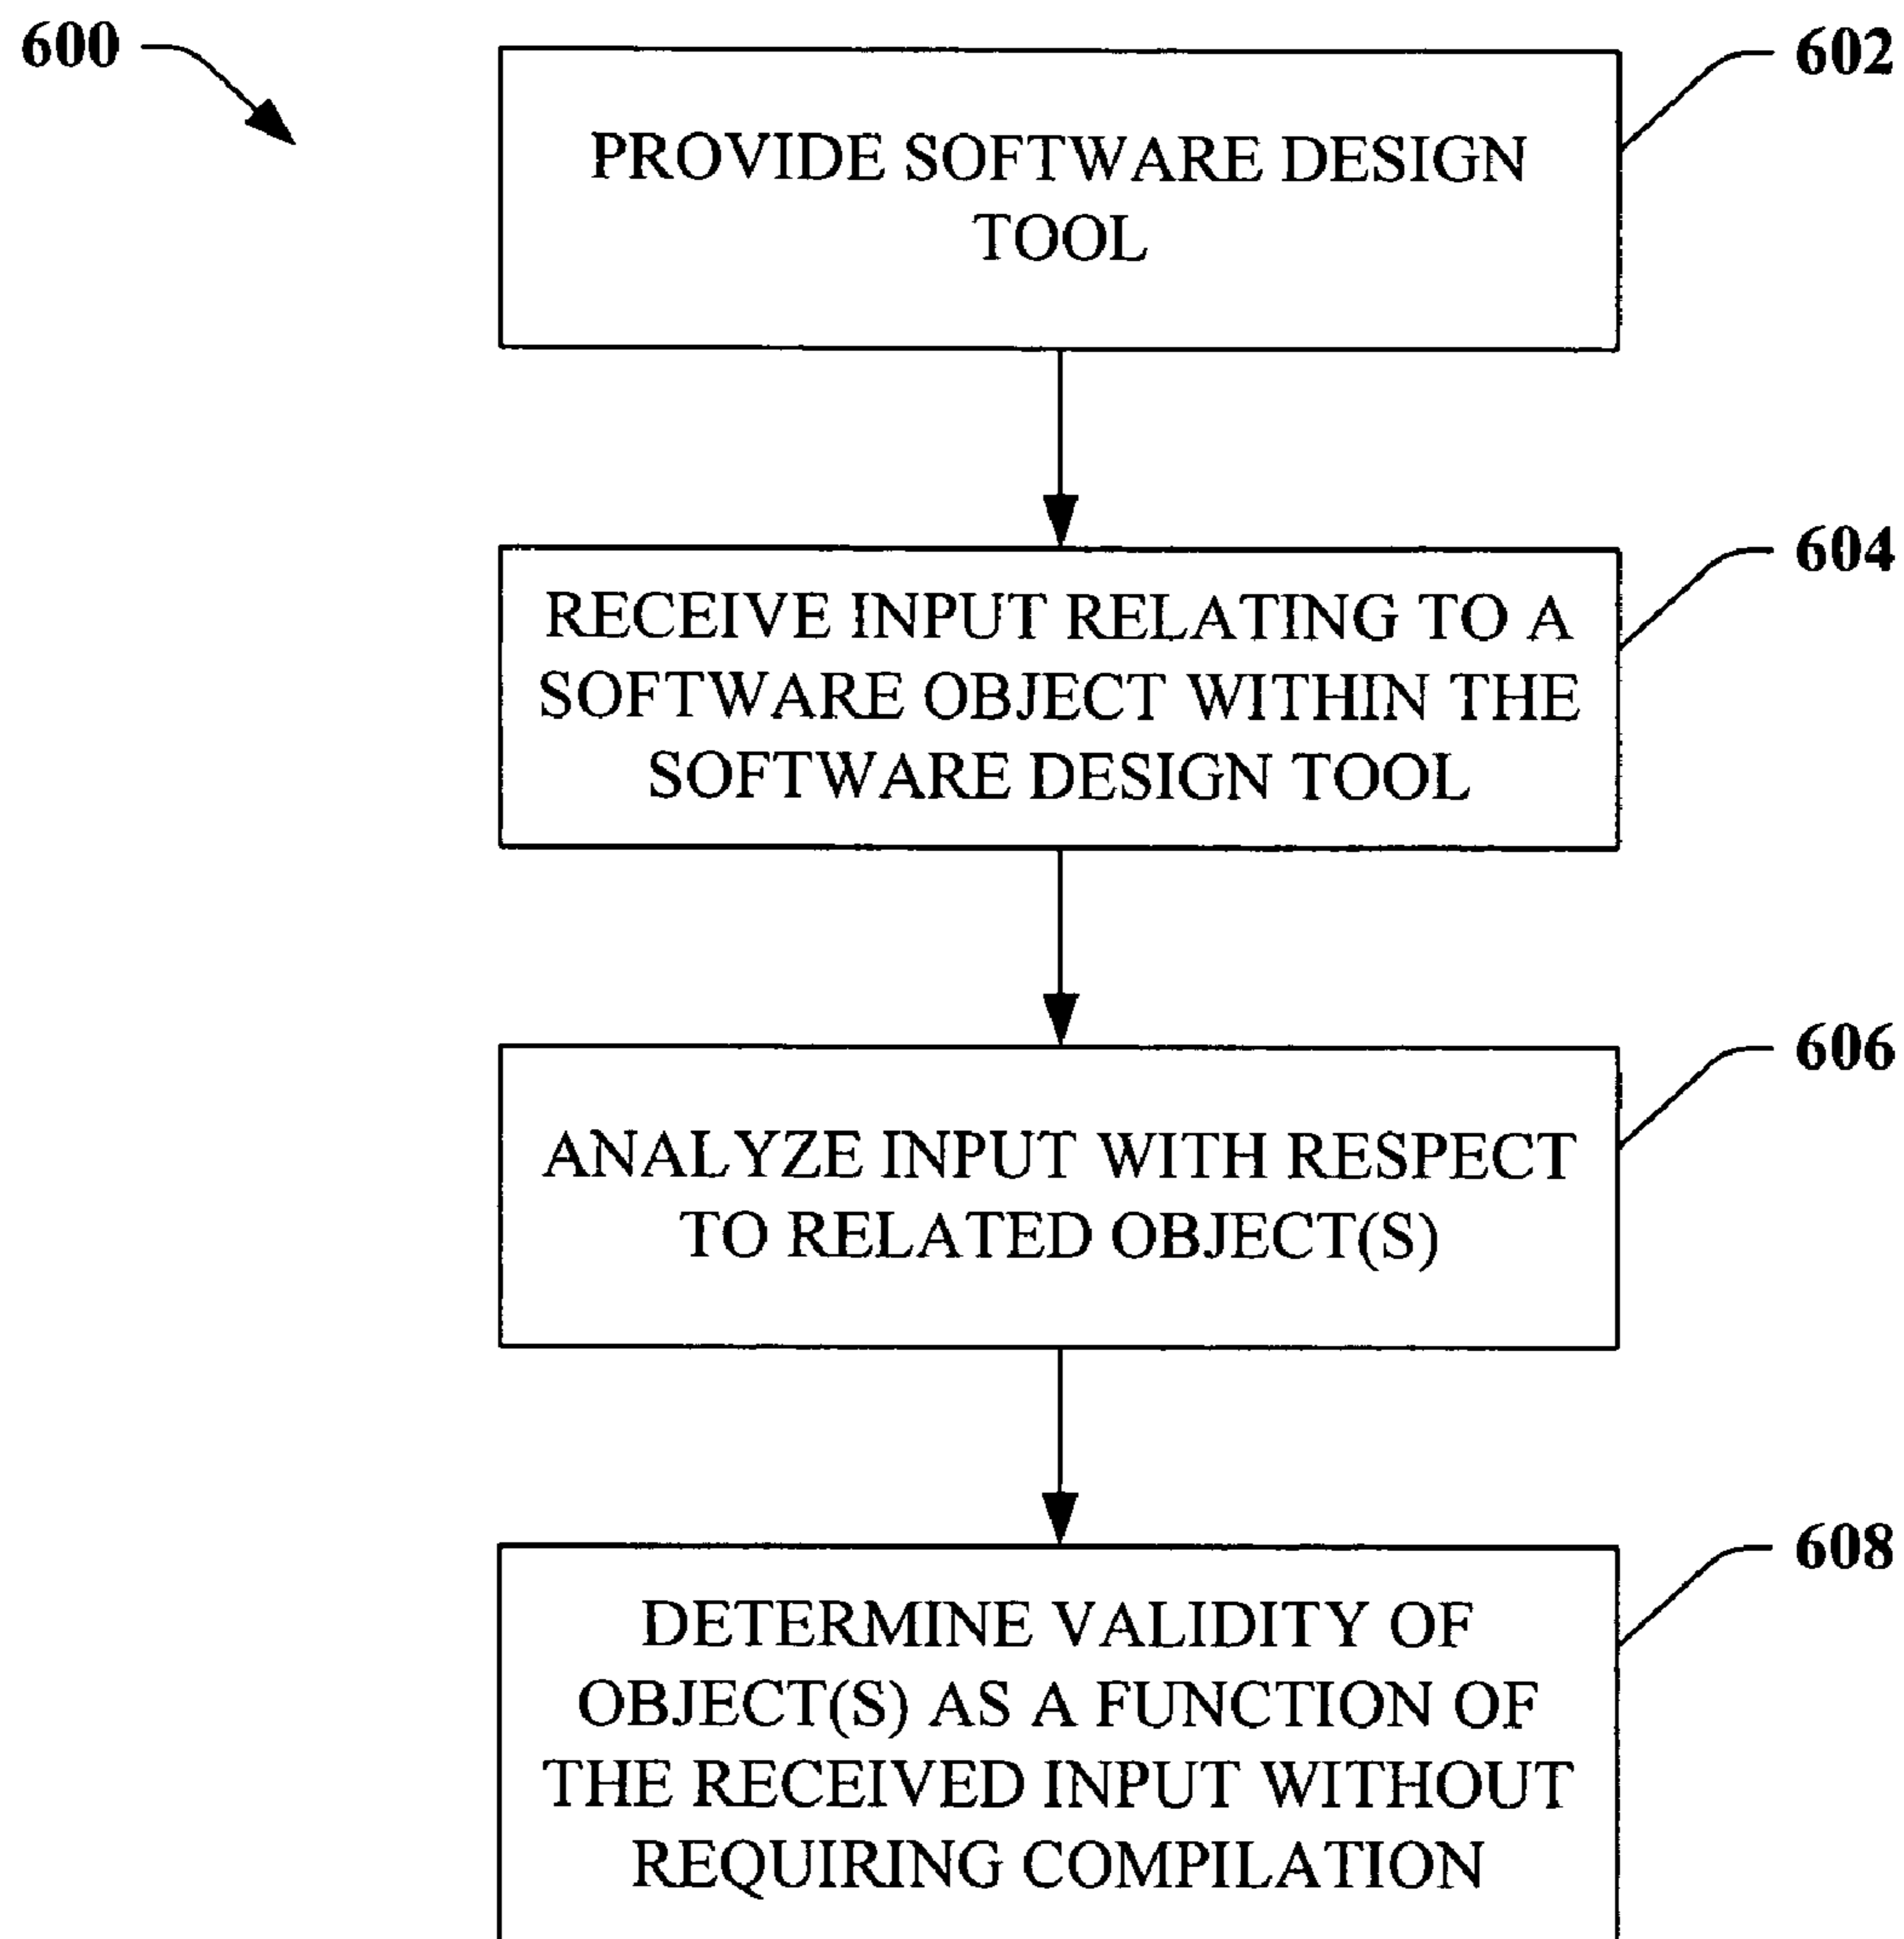 600
602
PROVIDE SOFTWARE DESIGN
TOOL
604
RECEIVE INPUT RELATING TO A
SOFTWARE OBJECT WITHIN THE
SOFTWARE DESIGN TOOL
606
ANALYZE INPUT WITH RESPECT
TO RELATED OBJECT(S)
608
DETERMINE VALIDITY OF
OBJECT(S) AS A FUNCTION OF
THE RECEIVED INPUT WITHOUT
REQUIRING COMPILATION